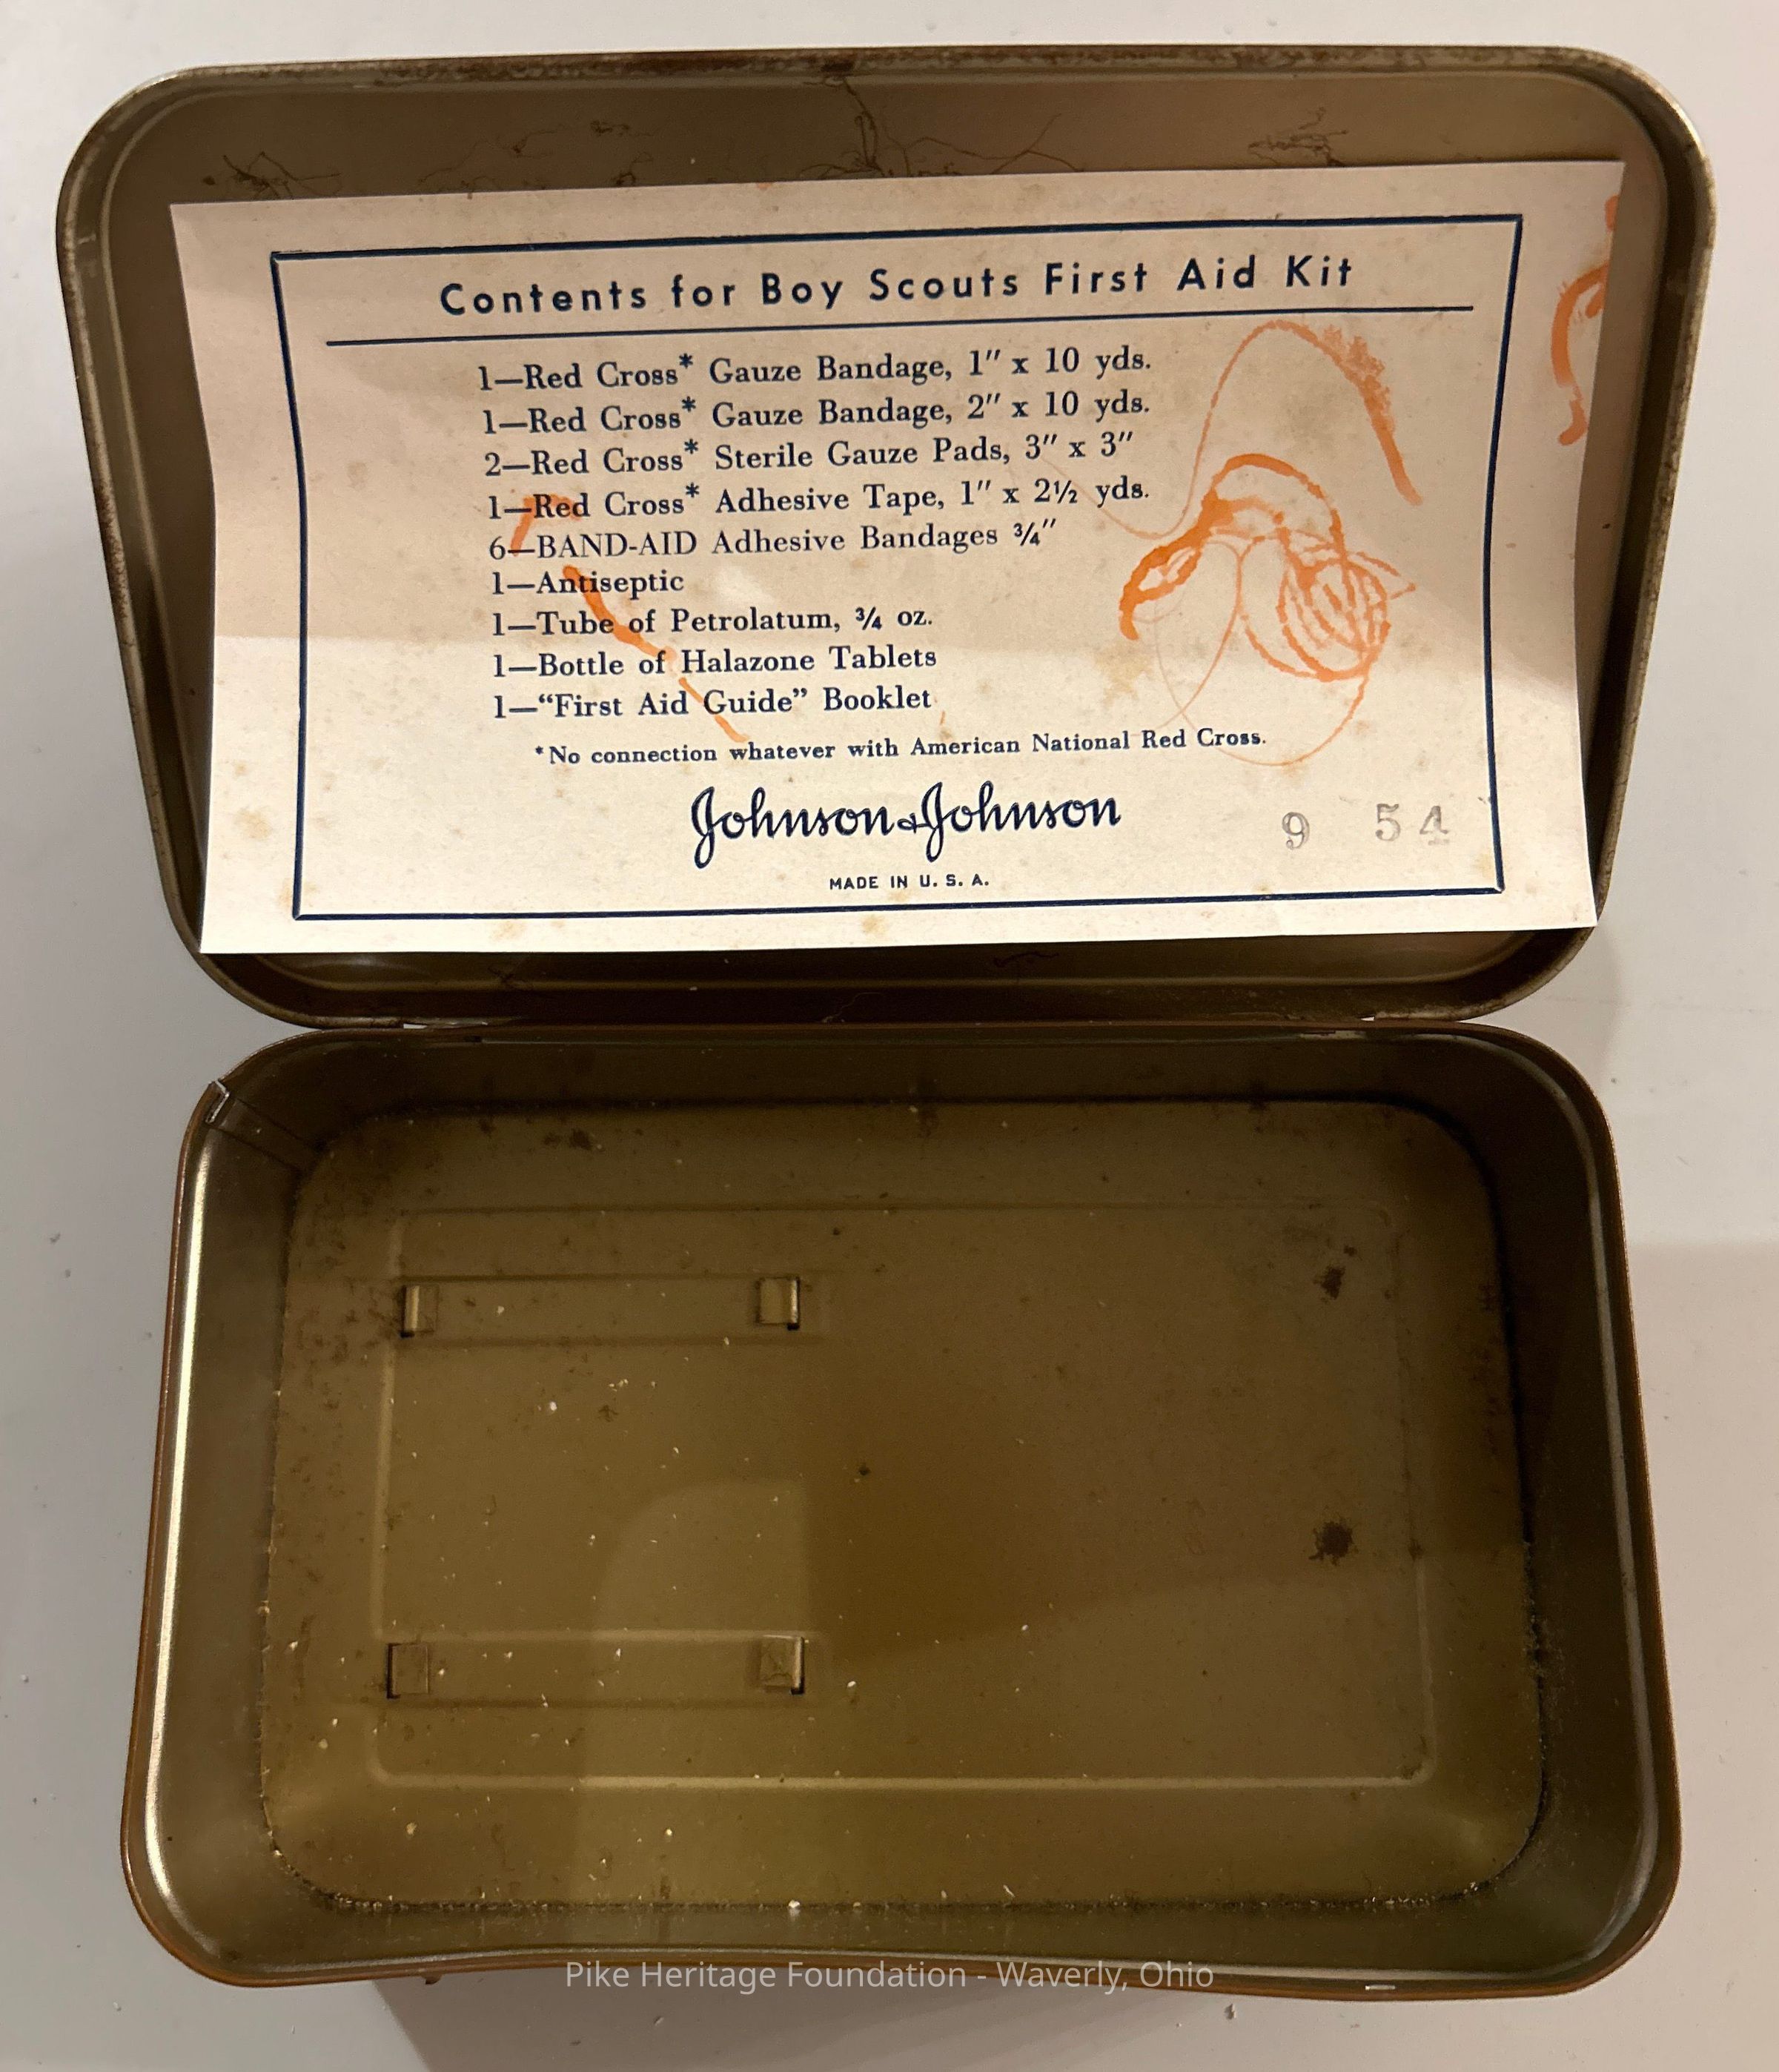 Contents for Boy Scouts First Aid Kit
1—Red Cross* Gauze Bandage, 1″ x 10 yds.
1—Red Cross* Gauze Bandage, 2″ x 10 yds.
2—Red Cross* Sterile Gauze Pads, 3″ x 3″
1—Red Cross* Adhesive Tape, 1″ x 2½ yds.
6—BAND-AID Adhesive Bandages ¾″
1—Antiseptic
1—Tube of Petrolatum, ¾ oz.
1—Bottle of Halazone Tablets
1—“First Aid Guide” Booklet
*No connection whatever with American National Red Cross.
Johnson & Johnson
9 54
MADE IN U. S. A.
Pike Heritage Foundation - Waverly, Ohio